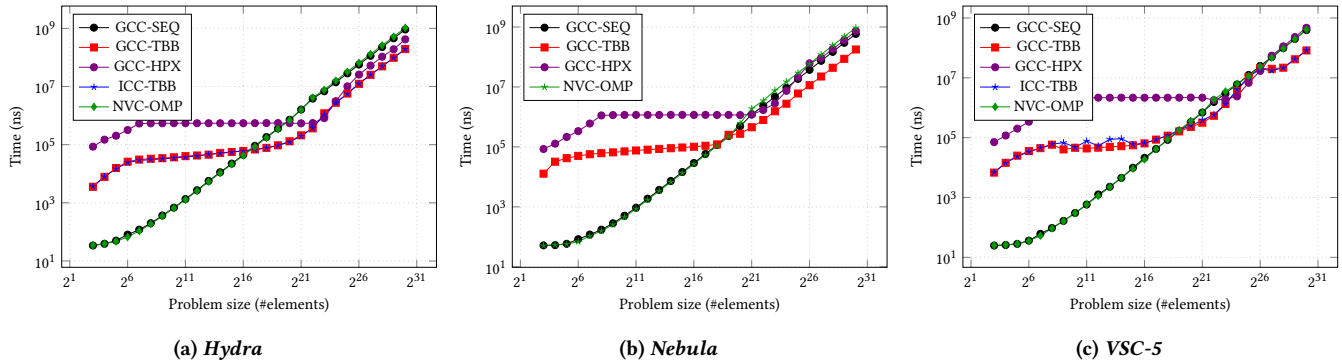 10^9
10^7
10^5
10^3
10^1
Time (ns)
GCC-SEQ
GCC-TBB
GCC-HPX
ICC-TBB
NVC-OMP
2^1 2^6 2^11 2^16 2^21 2^26 2^31
Problem size (#elements)
(a) Hydra
10^9
10^7
10^5
10^3
10^1
Time (ns)
GCC-SEQ
GCC-TBB
GCC-HPX
NVC-OMP
2^1 2^6 2^11 2^16 2^21 2^26 2^31
Problem size (#elements)
(b) Nebula
10^9
10^7
10^5
10^3
10^1
Time (ns)
GCC-SEQ
GCC-TBB
GCC-HPX
ICC-TBB
NVC-OMP
2^1 2^6 2^11 2^16 2^21 2^26 2^31
Problem size (#elements)
(c) VSC-5